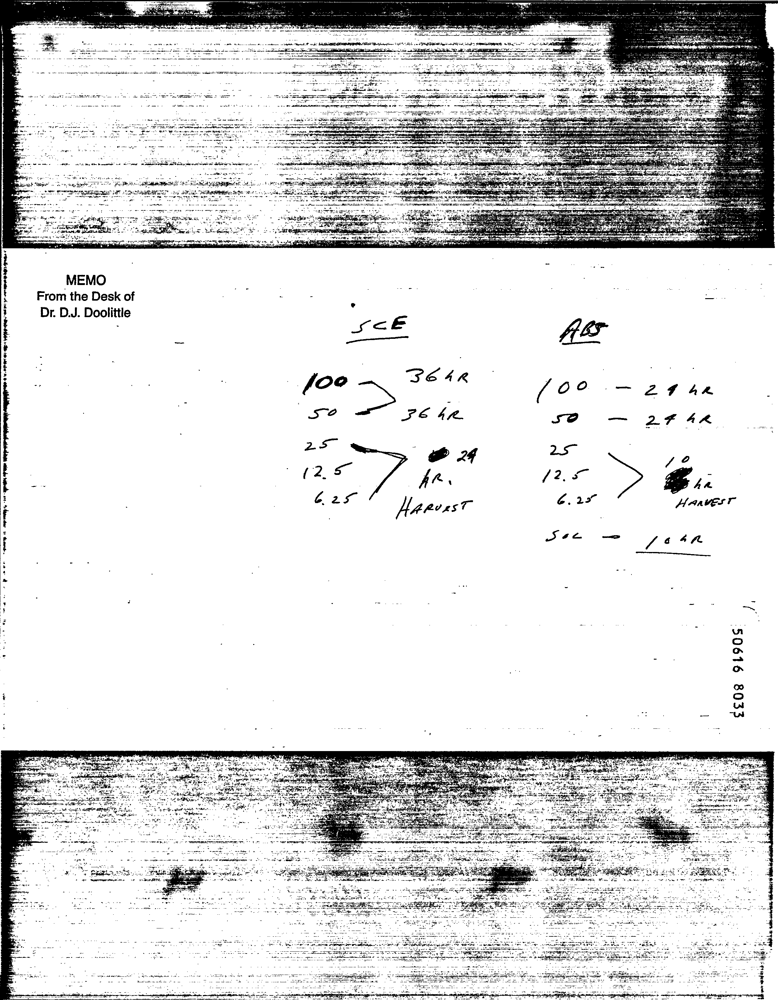 MEMO
From the Desk of
Dr. D.J. Doolittle
SCE
100 — 36 hR
50 — 36 hR
25
12.5
6.25
24
hR.
HARVEST
ABS
100 — 24 hR
50 — 24 hR
25
12.5
6.25
10
hR
HARVEST
SOL — 10 hR
50616 8033